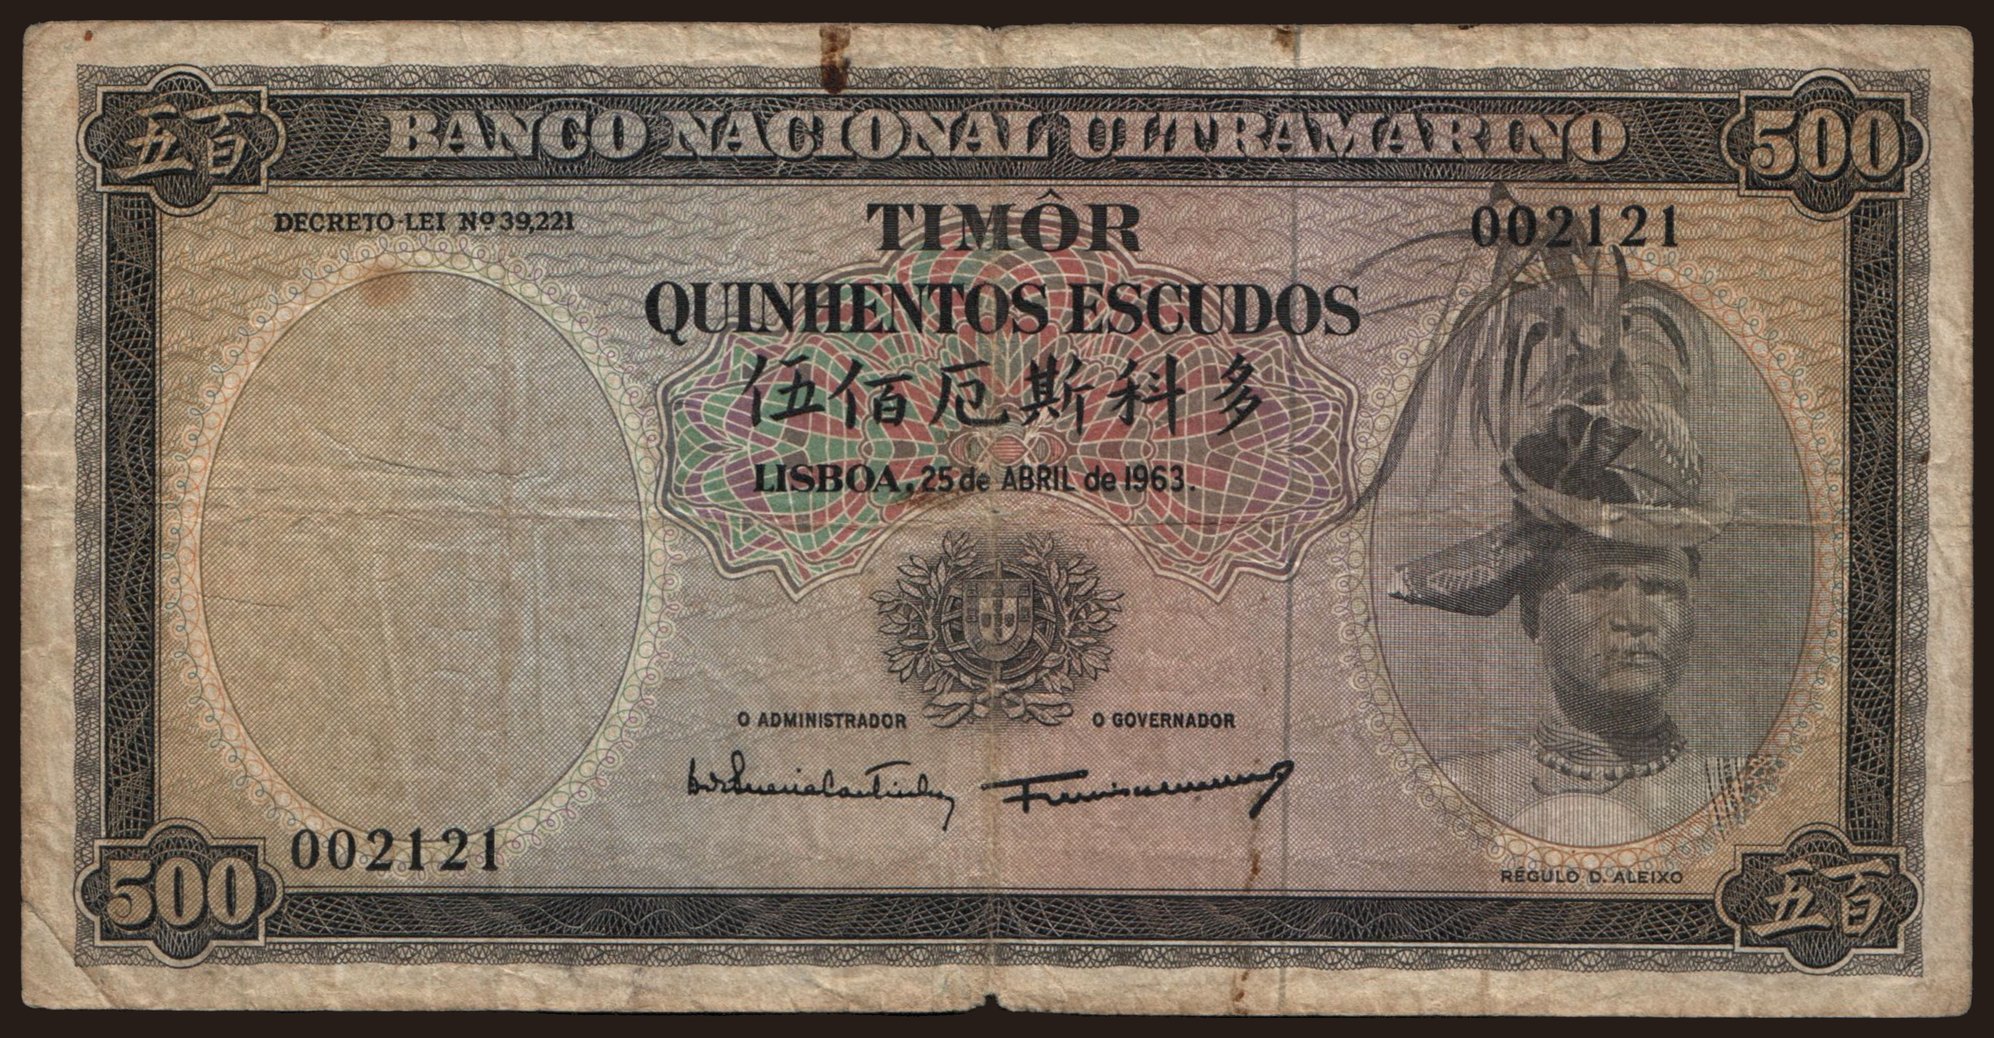 五百 BANCO NACIONAL ULTRAMARINO 500
DECRETO-LEI Nº 39,221
TIMÔR
002121
QUINHENTOS ESCUDOS
伍佰厄斯科多
LISBOA, 25 de ABRIL de 1963.
O ADMINISTRADOR
O GOVERNADOR
002121
RÉGULO D. ALEIXO
500
五百